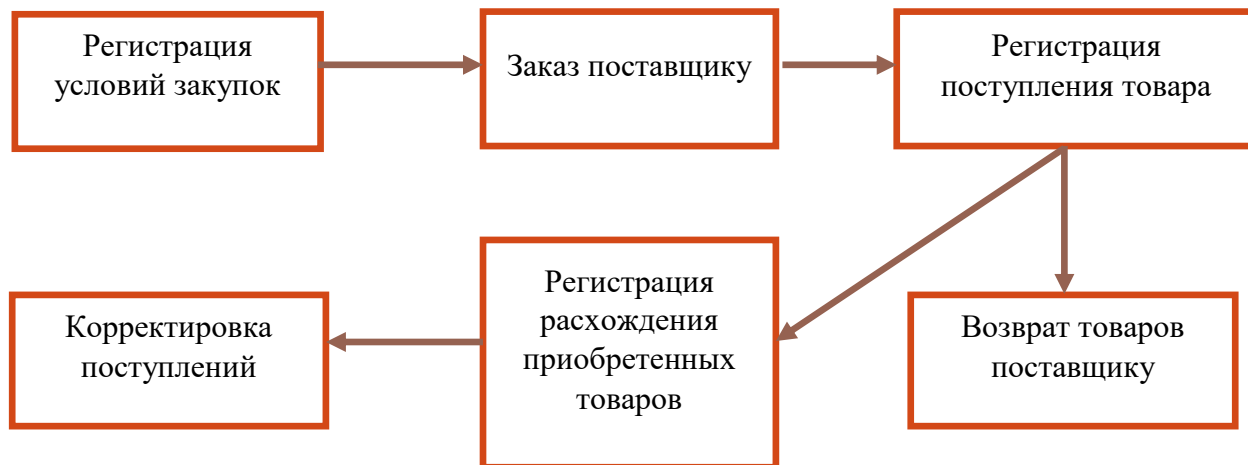 Регистрация
условий закупок
Заказ поставщику
Регистрация
поступления товара
Корректировка
поступлений
Регистрация
расхождения
приобретенных
товаров
Возврат товаров
поставщику